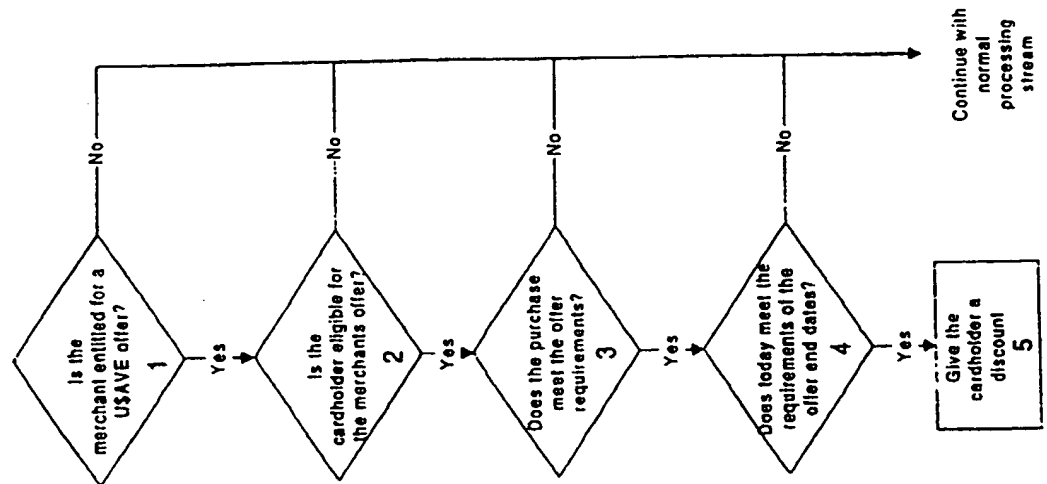 Is the
merchant entitled for a
USAVE offer?
1
No
Yes
Is the
cardholder eligible for
the merchants offer?
2
No
Yes
Does the purchase
meet the offer
requirements?
3
No
Yes
Does today meet the
requirements of the
offer end dates?
4
No
Yes
Give the
cardholder a
discount
5
Continue with
normal
processing
stream